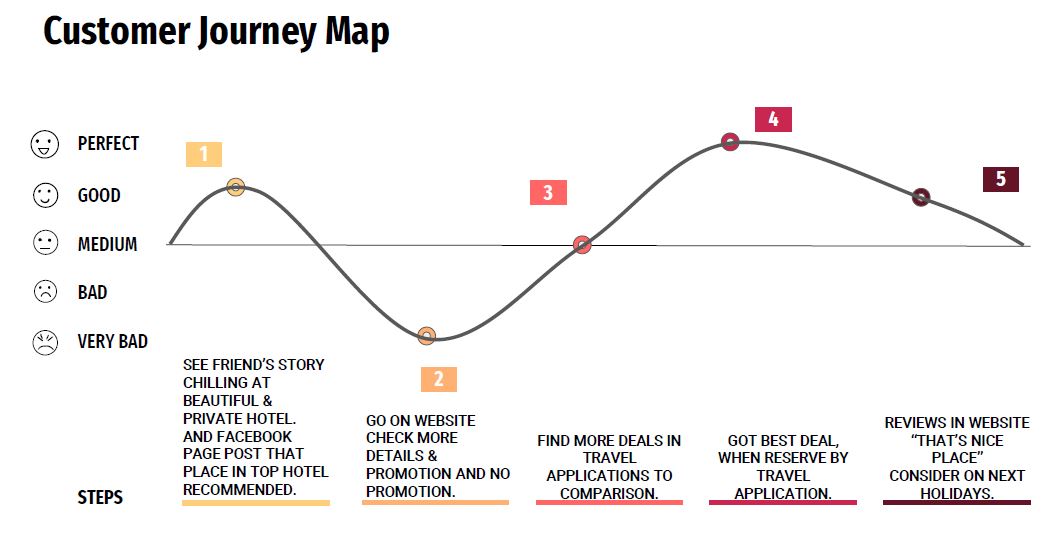 Customer Journey Map
4
PERFECT
1
5
3
GOOD
MEDIUM
BAD
VERY BAD
2
SEE FRIEND'S STORY
CHILLING AT
BEAUTIFUL &
PRIVATE HOTEL.
AND FACEBOOK
PAGE POST THAT
PLACE IN TOP HOTEL
RECOMMENDED.
GO ON WEBSITE
CHECK MORE
DETAILS &
PROMOTION AND NO
PROMOTION.
FIND MORE DEALS IN
TRAVEL
APPLICATIONS TO
COMPARISON.
GOT BEST DEAL,
WHEN RESERVE BY
TRAVEL
APPLICATION.
REVIEWS IN WEBSITE
“THAT’S NICE
PLACE”
CONSIDER ON NEXT
HOLIDAYS.
STEPS